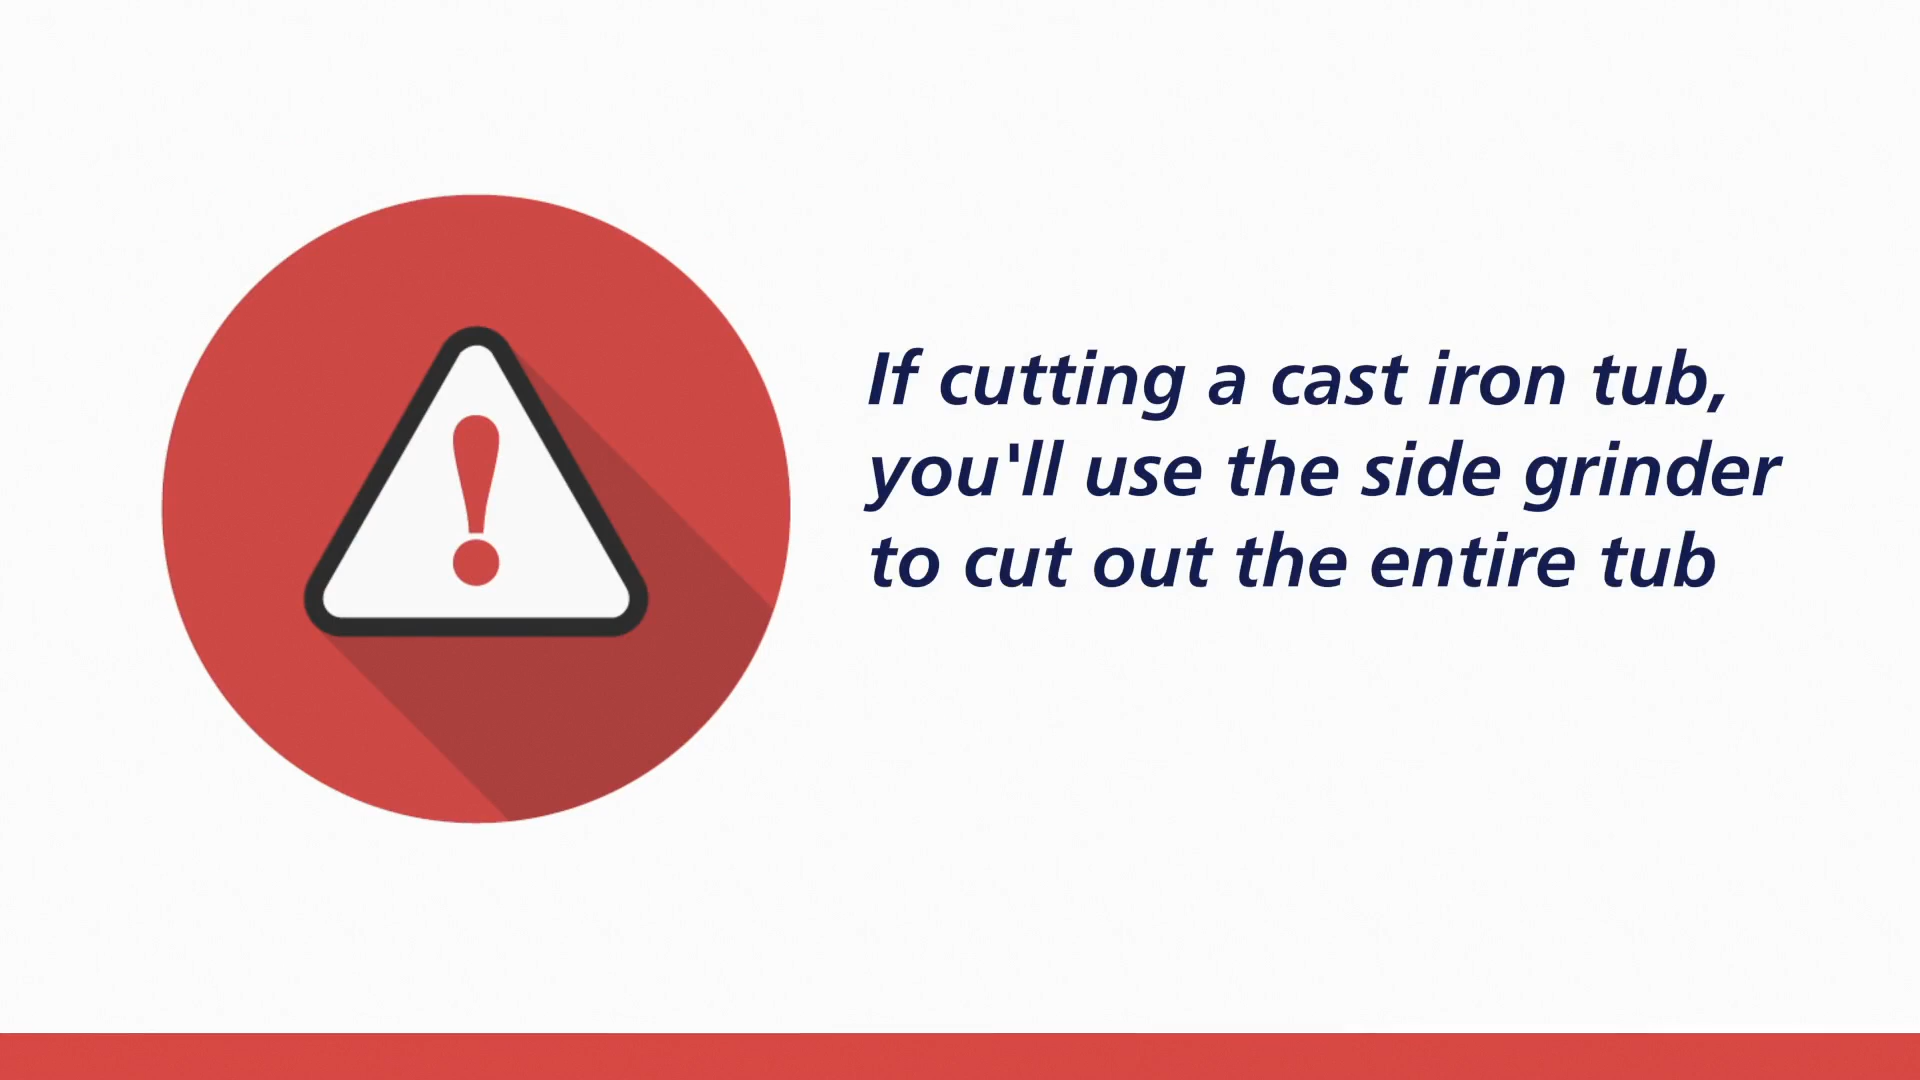 If cutting a cast iron tub,
you'll use the side grinder
to cut out the entire tub